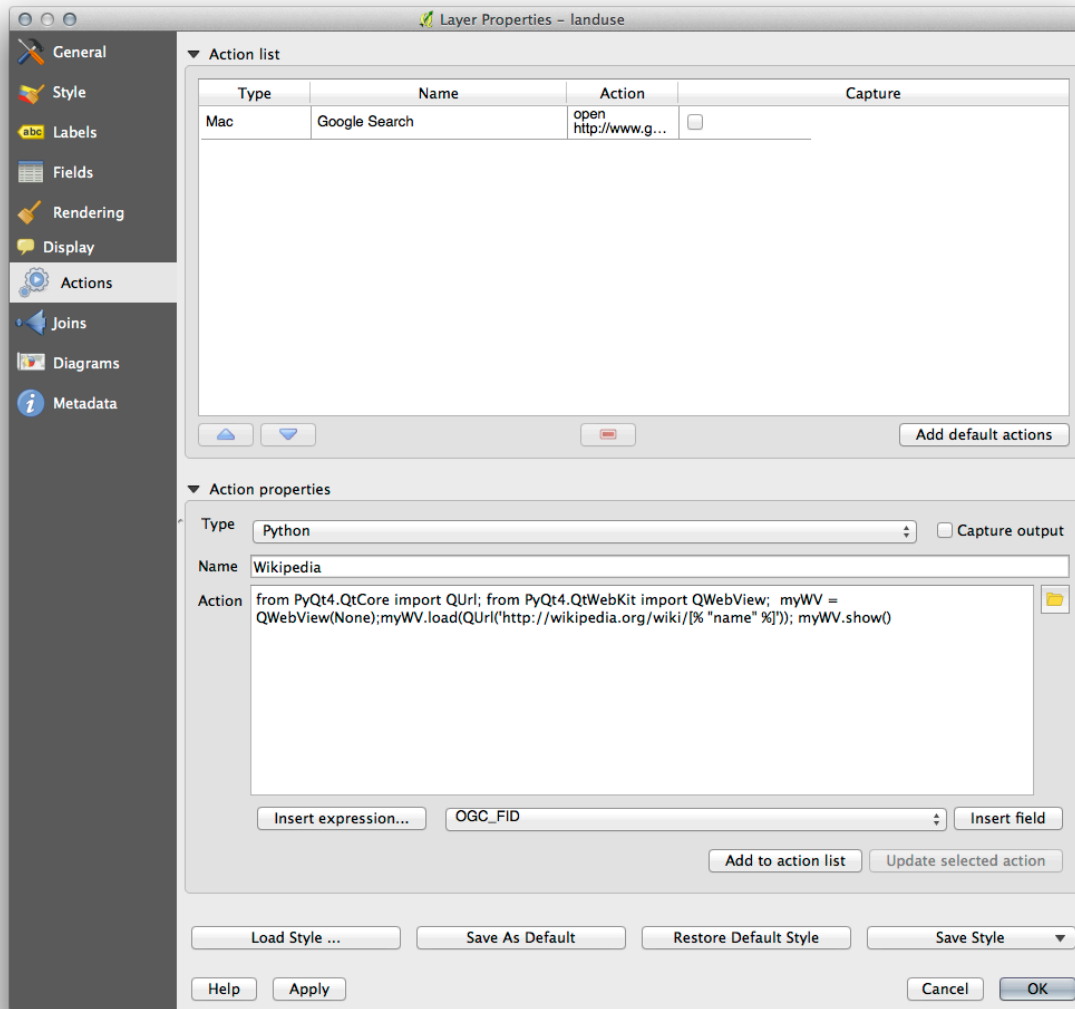 Layer Properties – landuse
General
Style
abc Labels
Fields
Rendering
Display
Actions
Joins
Diagrams
i Metadata
Action list
Type Name Action Capture
Mac Google Search open
http://www.g...
Add default actions
Action properties
Type Python Capture output
Name Wikipedia
Action from PyQt4.QtCore import QUrl; from PyQt4.QtWebKit import QWebView;  myWV =
QWebView(None);myWV.load(QUrl('http://wikipedia.org/wiki/[% "name" %]')); myWV.show()
Insert expression... OGC_FID Insert field
Add to action list Update selected action
Load Style ... Save As Default Restore Default Style Save Style
Help Apply Cancel OK